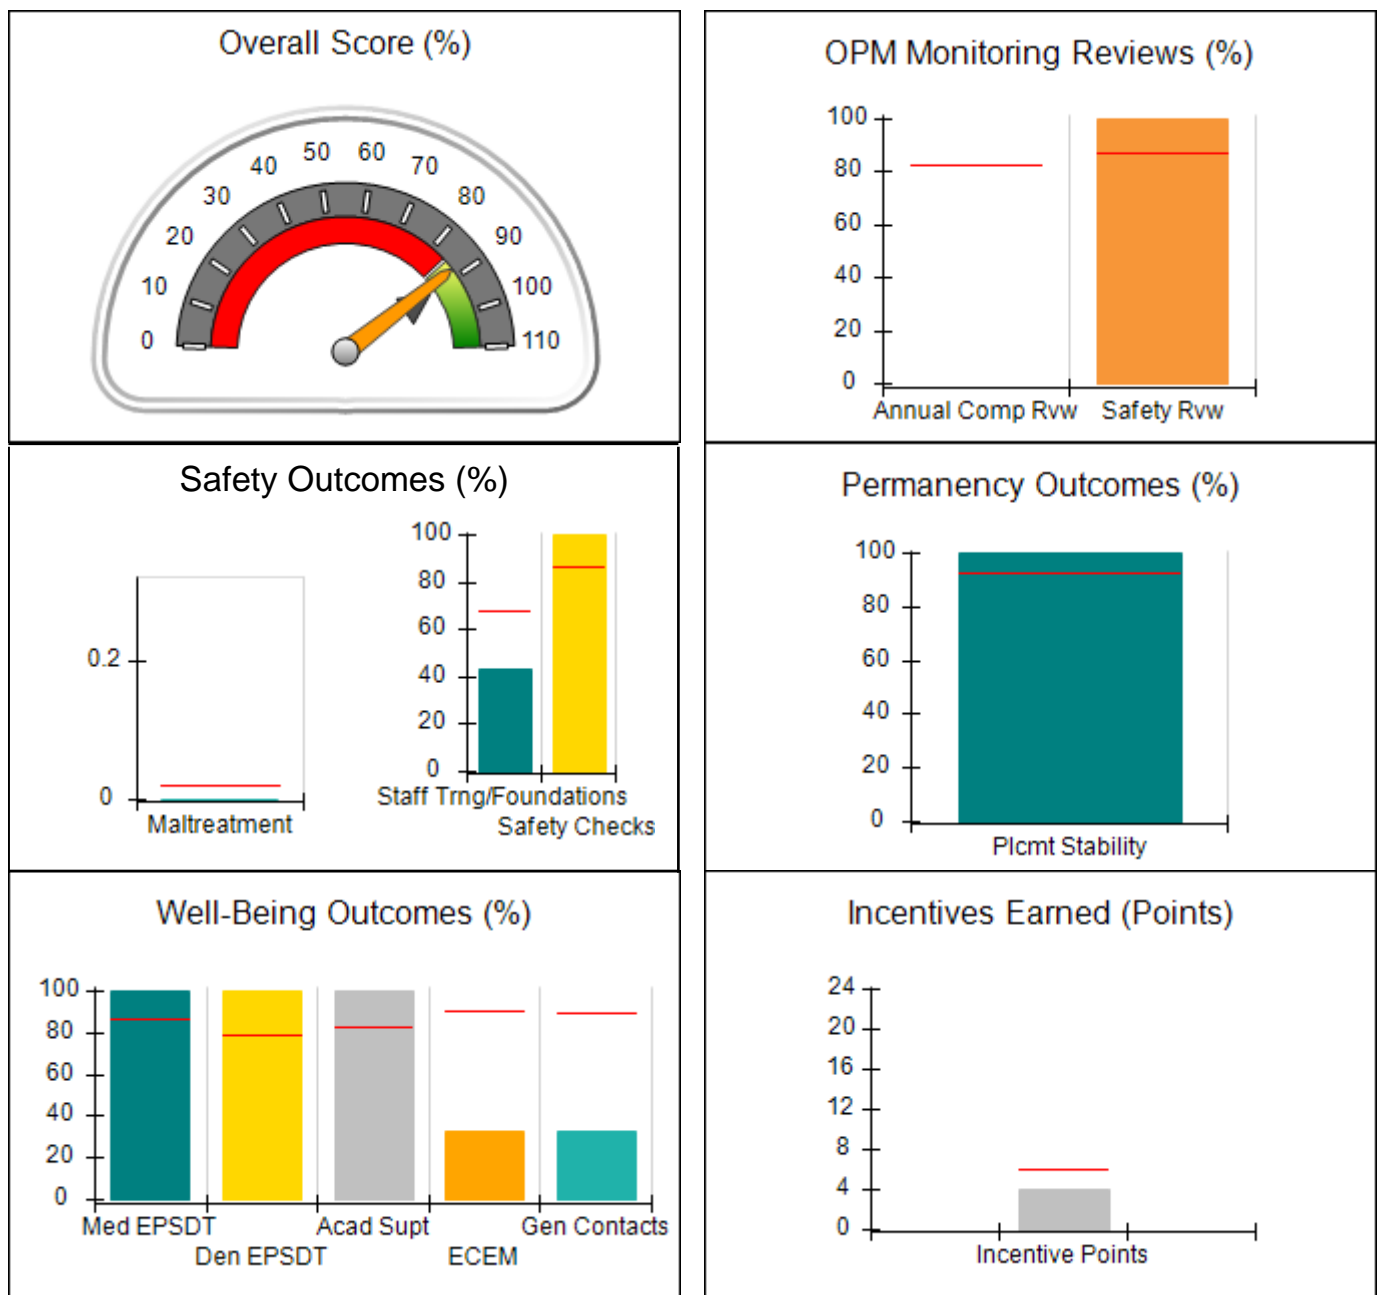 Overall Score (%)
0
10
20
30
40
50
60
70
80
90
100
110
OPM Monitoring Reviews (%)
100
80
60
40
20
0
Annual Comp Rvw
Safety Rvw
Safety Outcomes (%)
0.2
0
Maltreatment
100
80
60
40
20
0
Staff Trng/Foundations
Safety Checks
Permanency Outcomes (%)
100
80
60
40
20
0
Plcmt Stability
Well-Being Outcomes (%)
100
80
60
40
20
0
Med EPSDT
Den EPSDT
Acad Supt
ECEM
Gen Contacts
Incentives Earned (Points)
24
20
16
12
8
4
0
Incentive Points